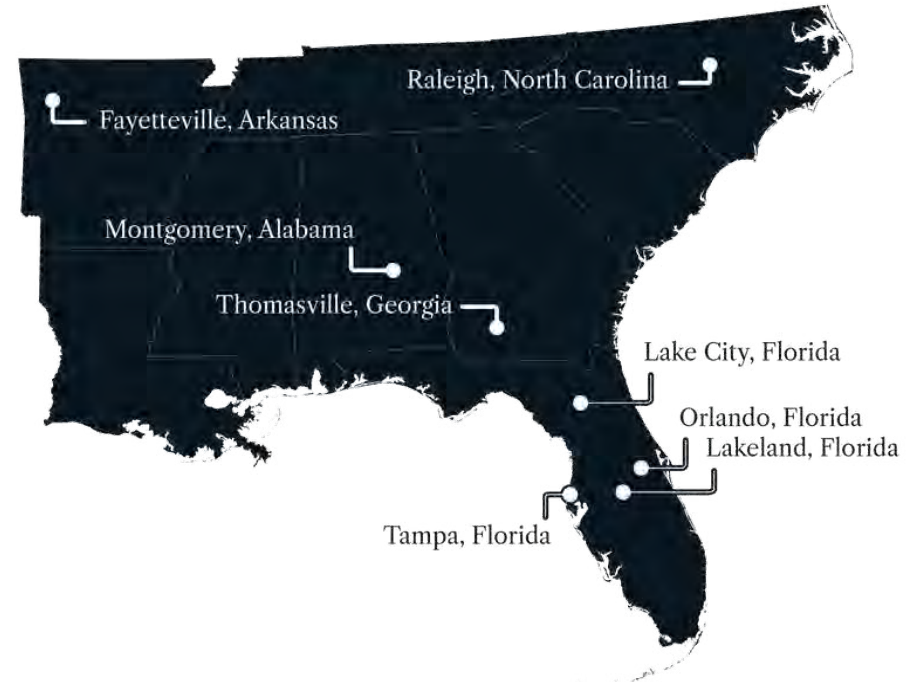 Raleigh, North Carolina
Fayetteville, Arkansas
Montgomery, Alabama
Thomasville, Georgia
Lake City, Florida
Orlando, Florida
Lakeland, Florida
Tampa, Florida